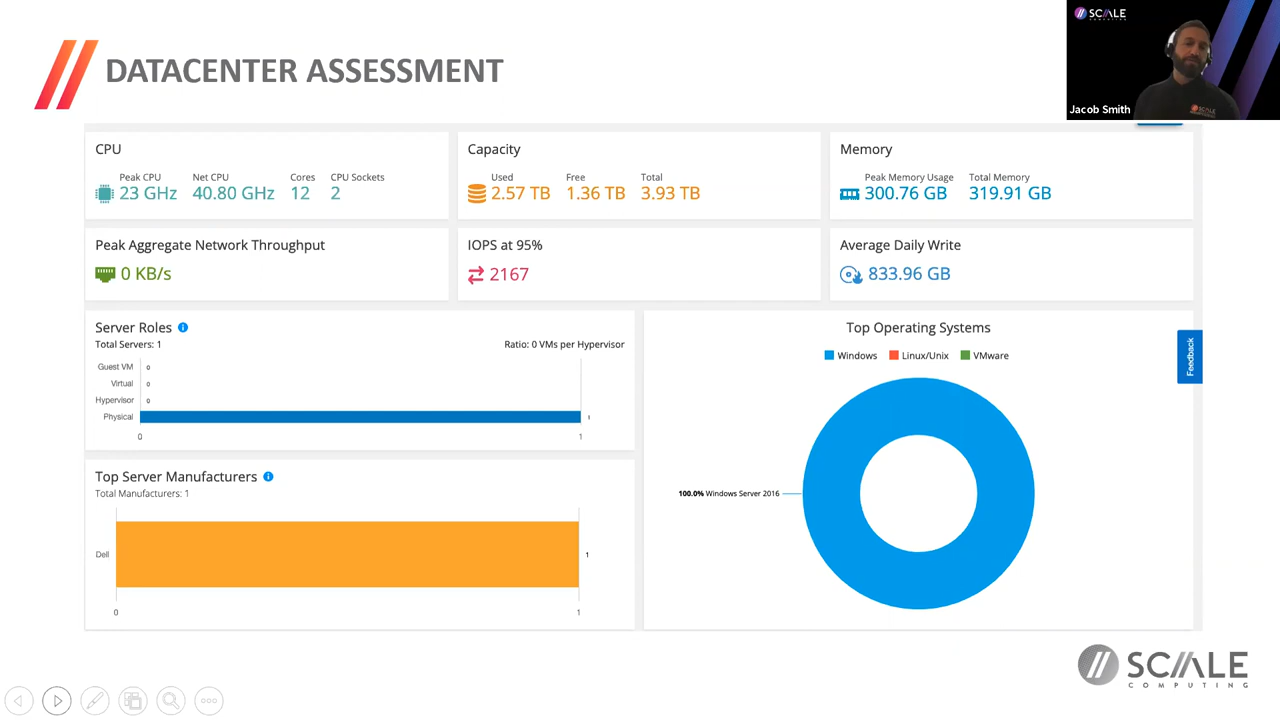 SCALE
COMPUTING
Jacob Smith
DATACENTER ASSESSMENT
CPU
Peak CPU Net CPU Cores CPU Sockets
23 GHz 40.80 GHz 12 2
Capacity
Used Free Total
2.57 TB 1.36 TB 3.93 TB
Memory
Peak Memory Usage Total Memory
300.76 GB 319.91 GB
Peak Aggregate Network Throughput
0 KB/s
IOPS at 95%
2167
Average Daily Write
833.96 GB
Server Roles
Total Servers: 1 Ratio: 0 VMs per Hypervisor
Guest VM 0
Virtual 0
Hypervisor 0
Physical 1
0 1
Top Server Manufacturers
Total Manufacturers: 1
Dell 1
0 1
Top Operating Systems
Windows Linux/Unix VMware
100.0% Windows Server 2016
Feedback
SCALE
COMPUTING